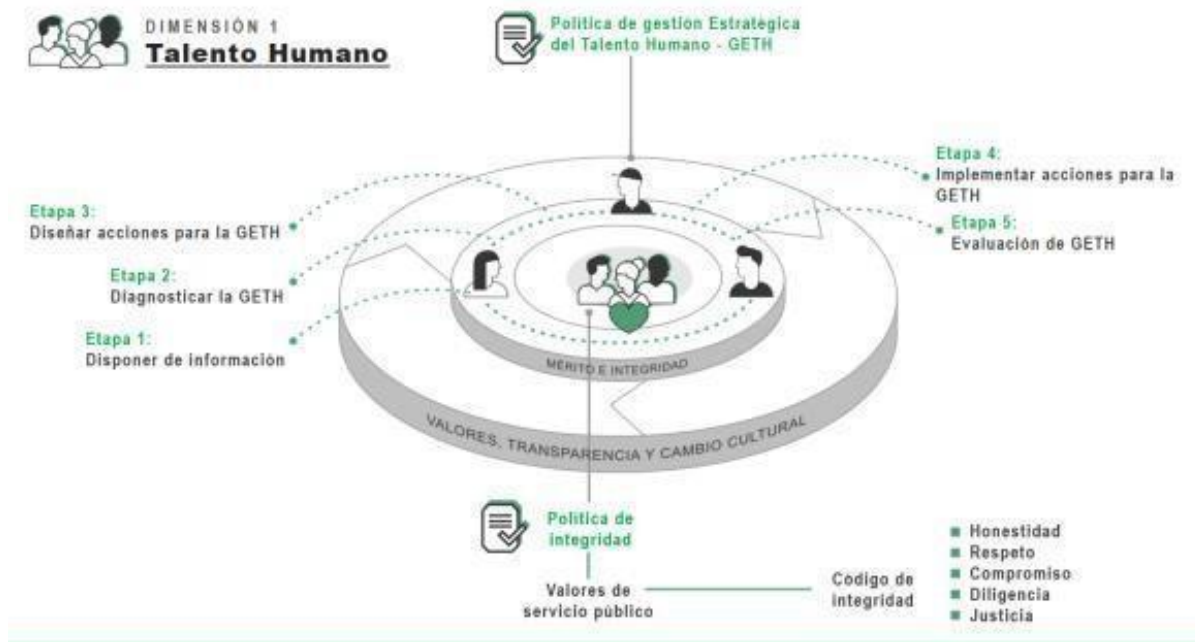 DIMENSIÓN 1
Talento Humano
Política de gestión Estratégica
del Talento Humano - GETH
Etapa 4:
Implementar acciones para la
GETH
Etapa 3:
Diseñar acciones para la GETH
Etapa 5:
Evaluación de GETH
Etapa 2:
Diagnosticar la GETH
Etapa 1:
Disponer de información
MÉRITO E INTEGRIDAD
VALORES, TRANSPARENCIA Y CAMBIO CULTURAL
Política de
integridad
Valores de
servicio público
Código de
integridad
Honestidad
Respeto
Compromiso
Diligencia
Justicia